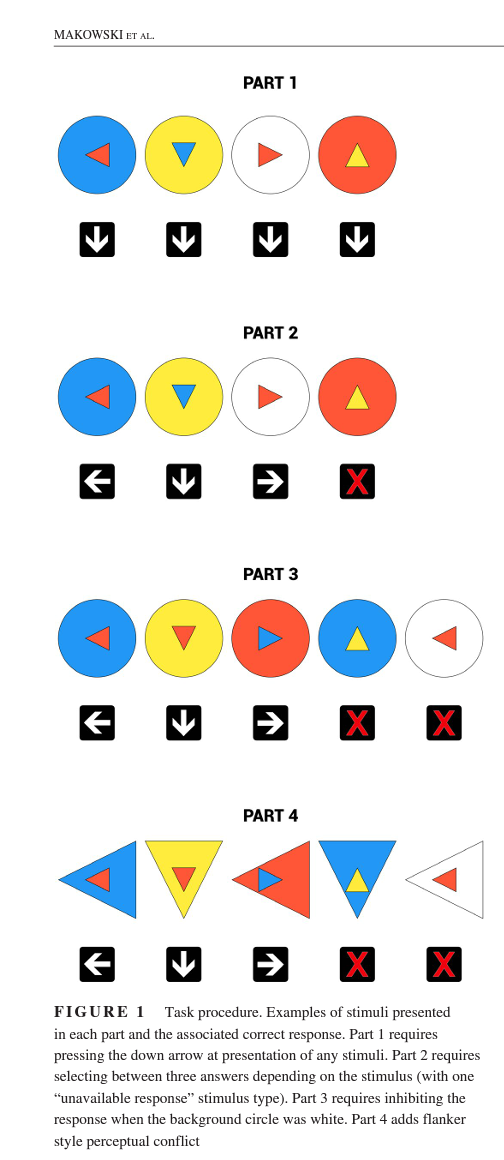 MAKOWSKI ET AL.
PART 1
PART 2
X
PART 3
X X
PART 4
X X
FIGURE 1 Task procedure. Examples of stimuli presented
in each part and the associated correct response. Part 1 requires
pressing the down arrow at presentation of any stimuli. Part 2 requires
selecting between three answers depending on the stimulus (with one
“unavailable response” stimulus type). Part 3 requires inhibiting the
response when the background circle was white. Part 4 adds flanker
style perceptual conflict